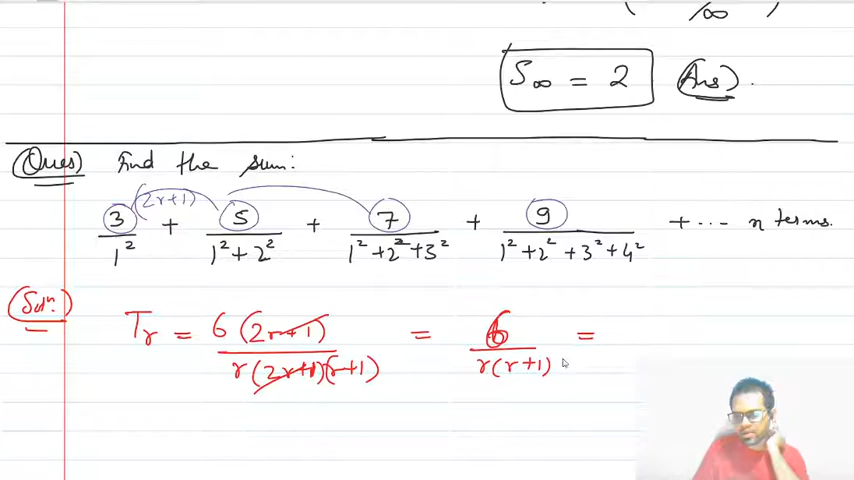 ( /∞ )
S∞ = 2 (Ans).
(Ques) Find the sum:
(2r+1)
3/1² + 5/(1²+2²) + 7/(1²+2²+3²) + 9/(1²+2²+3²+4²) + ... n terms.
(Solⁿ.
Tr = 6(2r+1)/(r(2r+1)(r+1)) = 6/(r(r+1)) =